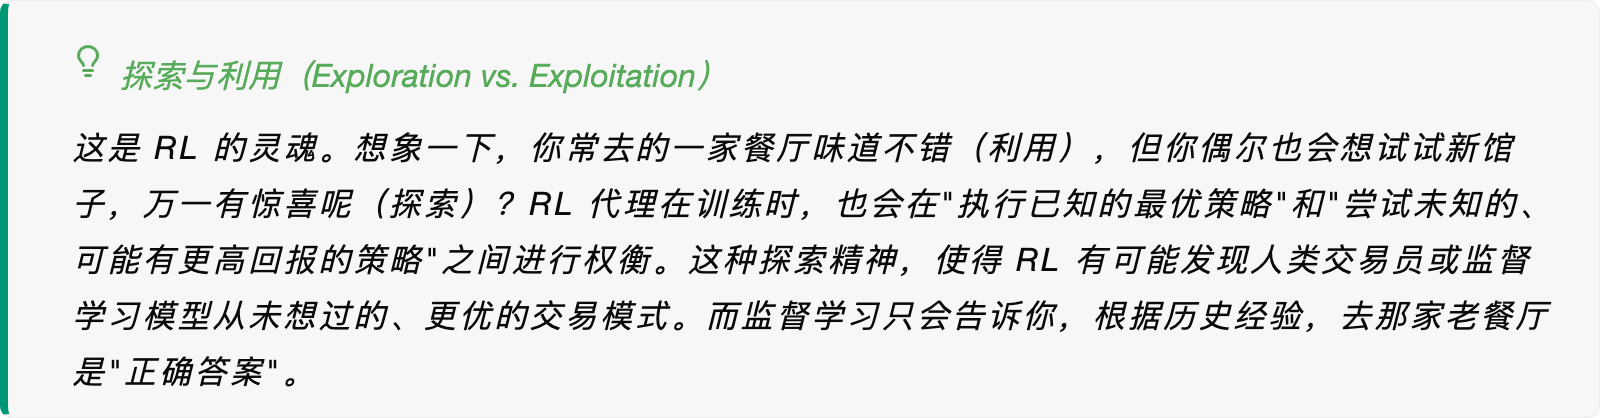 探索与利用（Exploration vs. Exploitation）
这是 RL 的灵魂。想象一下，你常去的一家餐厅味道不错（利用），但你偶尔也会想试试新馆
子，万一有惊喜呢（探索）？RL 代理在训练时，也会在"执行已知的最优策略"和"尝试未知的、
可能有更高回报的策略"之间进行权衡。这种探索精神，使得 RL 有可能发现人类交易员或监督
学习模型从未想过的、更优的交易模式。而监督学习只会告诉你，根据历史经验，去那家老餐厅
是"正确答案"。